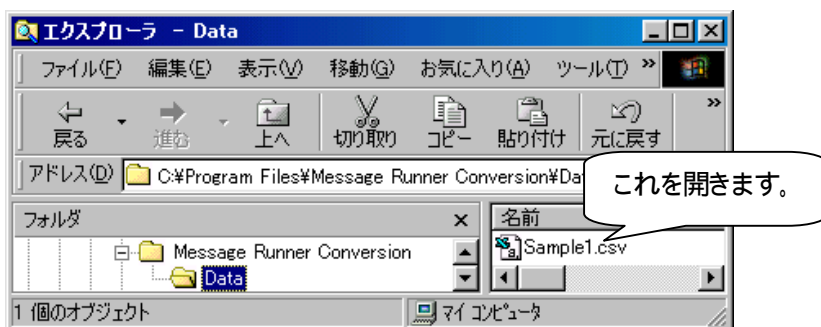 エクスプローラ - Data
ファイル(F) 編集(E) 表示(V) 移動(G) お気に入り(A) ツール(T) »
戻る 進む 上へ 切り取り コピー 貼り付け 元に戻す »
アドレス(D) C:¥Program Files¥Message Runner Conversion¥Da
これを開きます。
フォルダ × 名前
Message Runner Conversion
Sample1.csv
Data
1 個のオブジェクト マイ コンピュータ